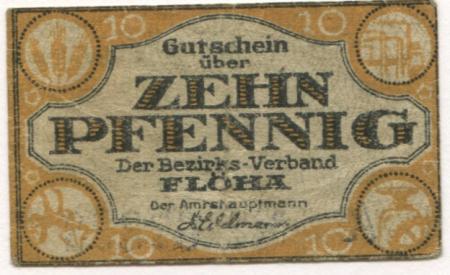 10 10
Gutschein
über
ZEHN
PFENNIG
Der Bezirks-Verband
FLÖHA
Der Amtshauptmann
10 10